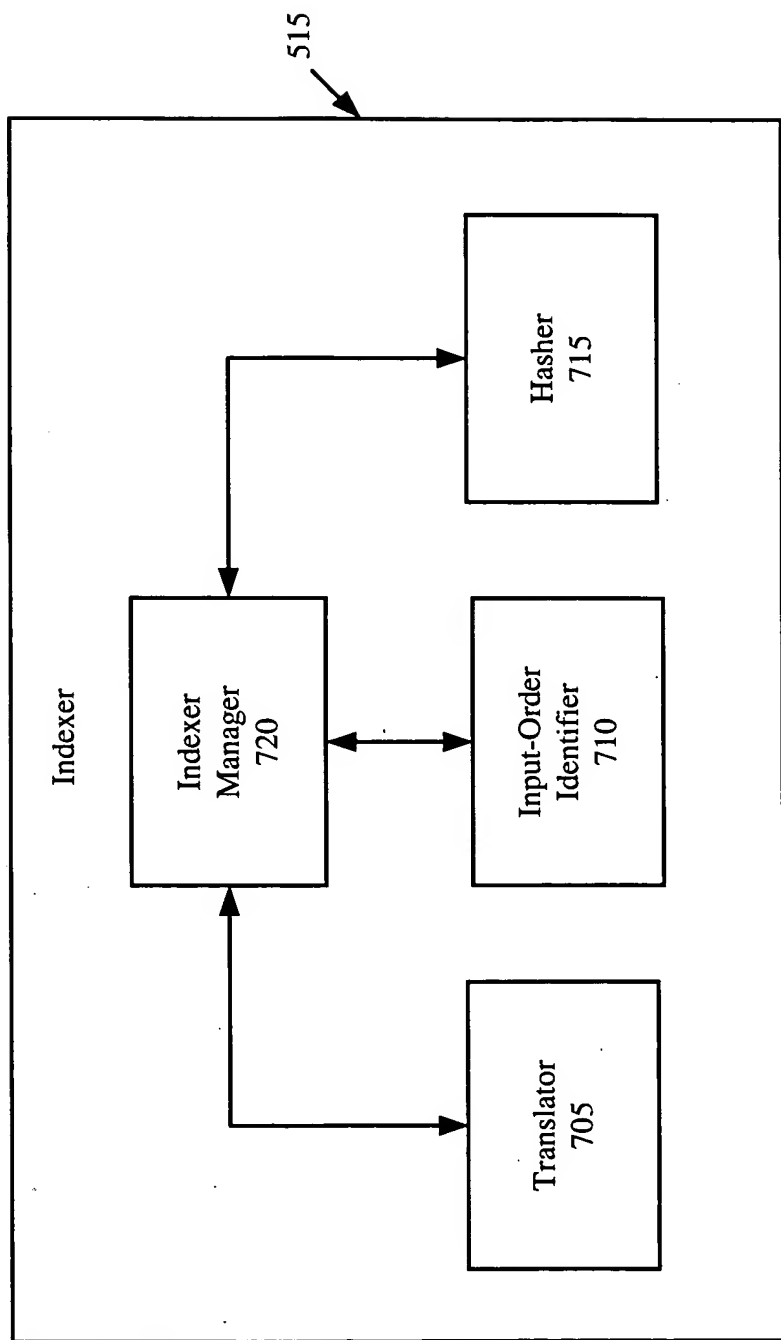 Indexer
515
Indexer
Manager
720
Translator
705
Input-Order
Identifier
710
Hasher
715